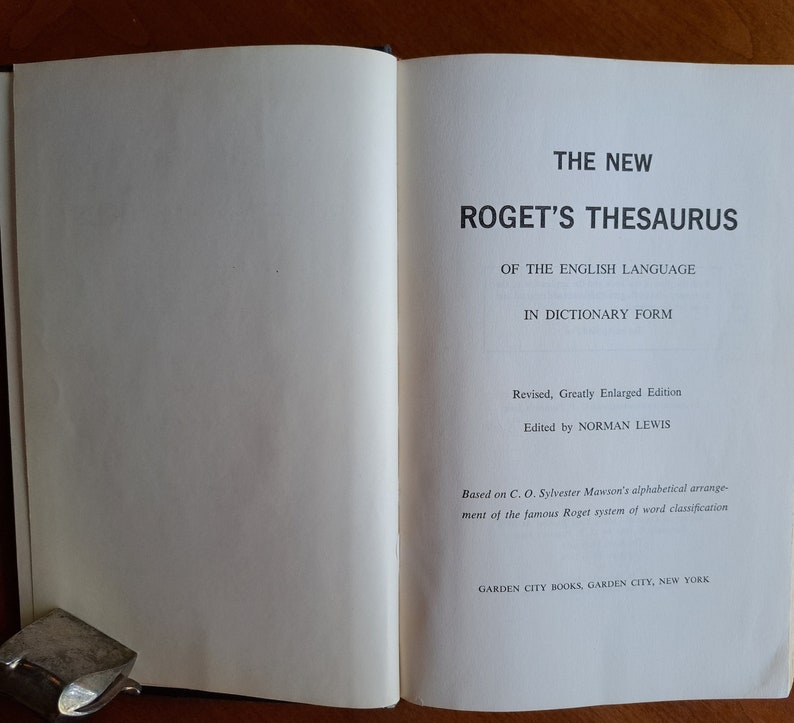 THE NEW
ROGET'S THESAURUS
OF THE ENGLISH LANGUAGE
IN DICTIONARY FORM
Revised, Greatly Enlarged Edition
Edited by NORMAN LEWIS
Based on C. O. Sylvester Mawson's alphabetical arrange-
ment of the famous Roget system of word classification
GARDEN CITY BOOKS, GARDEN CITY, NEW YORK